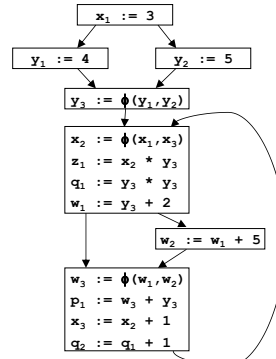 x₁ := 3
y₁ := 4
y₂ := 5
y₃ := ϕ(y₁,y₂)
x₂ := ϕ(x₁,x₃)
z₁ := x₂ * y₃
q₁ := y₃ * y₃
w₁ := y₃ + 2
w₂ := w₁ + 5
w₃ := ϕ(w₁,w₂)
p₁ := w₃ + y₃
x₃ := x₂ + 1
q₂ := q₁ + 1